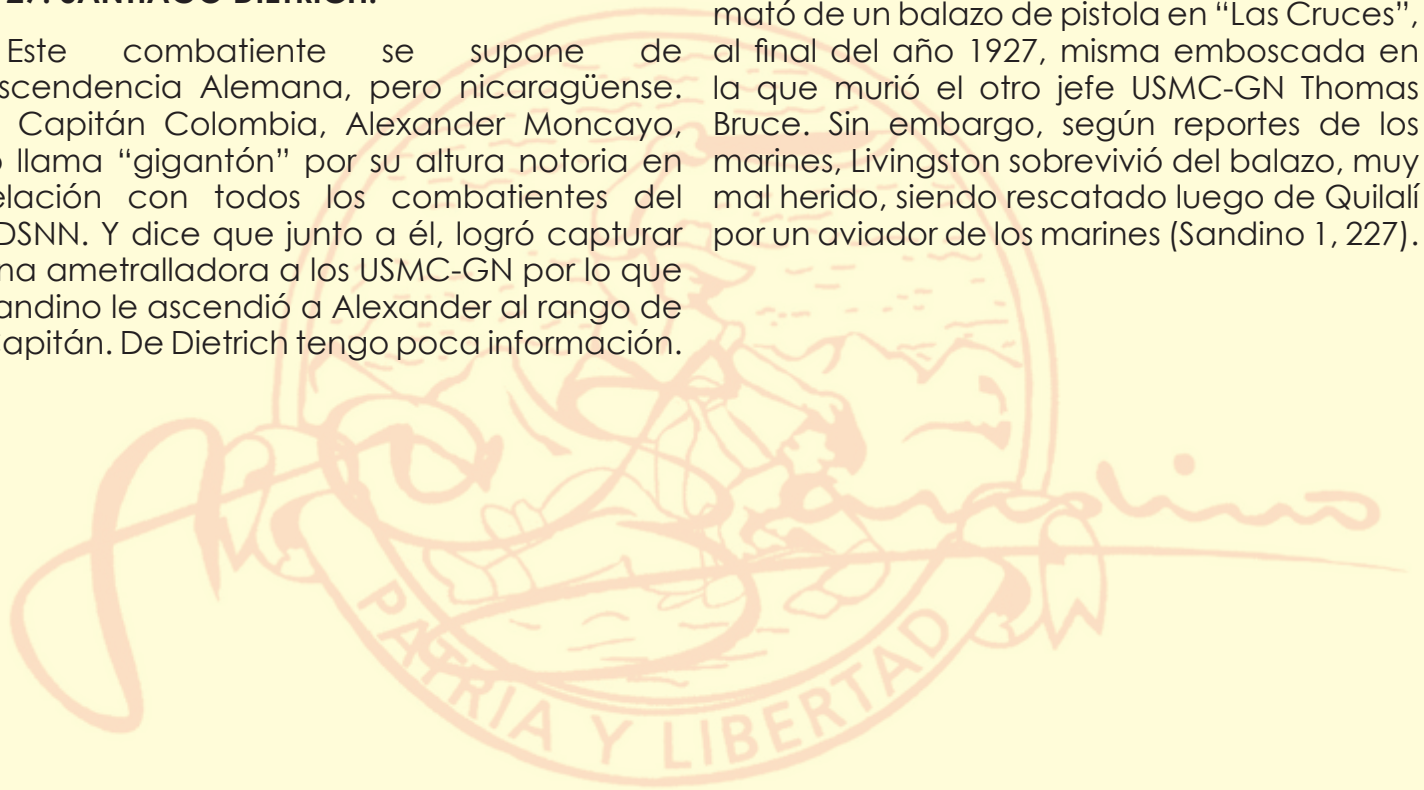 27. SANTIAGO DIETRICH.
Este combatiente se supone de
scendencia Alemana, pero nicaragüense.
Capitán Colombia, Alexander Moncayo,
llama “gigantón” por su altura notoria en
elación con todos los combatientes del
DSNN. Y dice que junto a él, logró capturar
na ametralladora a los USMC-GN por lo que
andino le ascendió a Alexander al rango de
apitán. De Dietrich tengo poca información.
mató de un balazo de pistola en “Las Cruces”,
al final del año 1927, misma emboscada en
la que murió el otro jefe USMC-GN Thomas
Bruce. Sin embargo, según reportes de los
marines, Livingston sobrevivió del balazo, muy
mal herido, siendo rescatado luego de Quilalí
por un aviador de los marines (Sandino 1, 227).
Sandino
PATRIA Y LIBERTAD